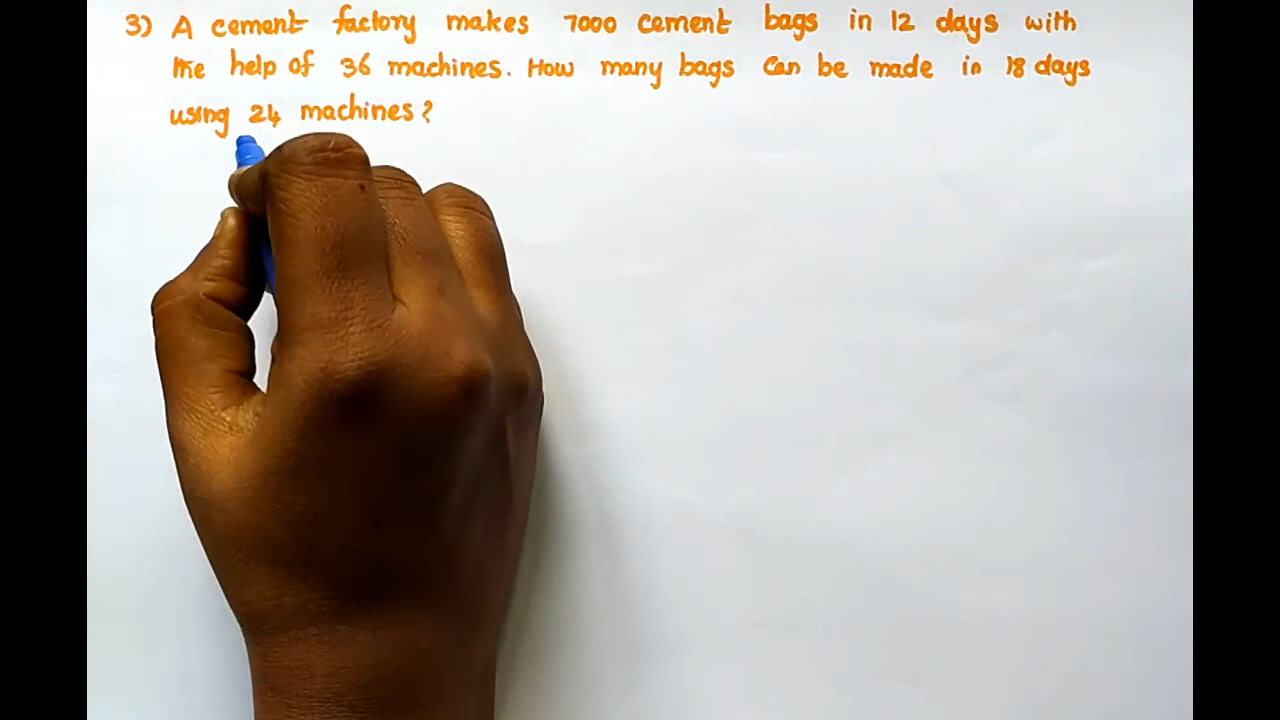 3) A cement factory makes 7000 cement bags in 12 days with
the help of 36 machines. How many bags can be made in 18 days
using 24 machines?